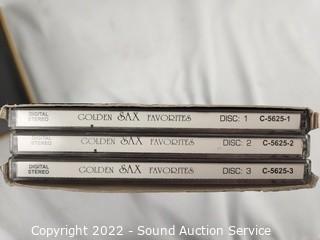 DIGITAL STEREO GOLDEN SAX FAVORITES DISC: 1 C-5625-1
DIGITAL STEREO GOLDEN SAX FAVORITES DISC: 2 C-5625-2
DIGITAL STEREO GOLDEN SAX FAVORITES DISC: 3 C-5625-3
Copyright 2022 - Sound Auction Service